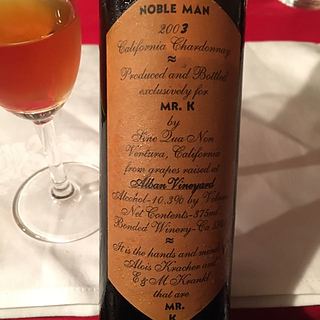 NOBLE MAN
2003
California Chardonnay
≈
Produced and Bottled
exclusively for
MR. K
by
Sine Qua Non
Ventura, California
from grapes raised at
Alban Vineyard
Alcohol-10.3% by Volume
Net Contents-375ml
Bonded Winery-Ca
≈
It is the hands and minds
Alois Kracher and
E&M Krankl
that are
MR.
K